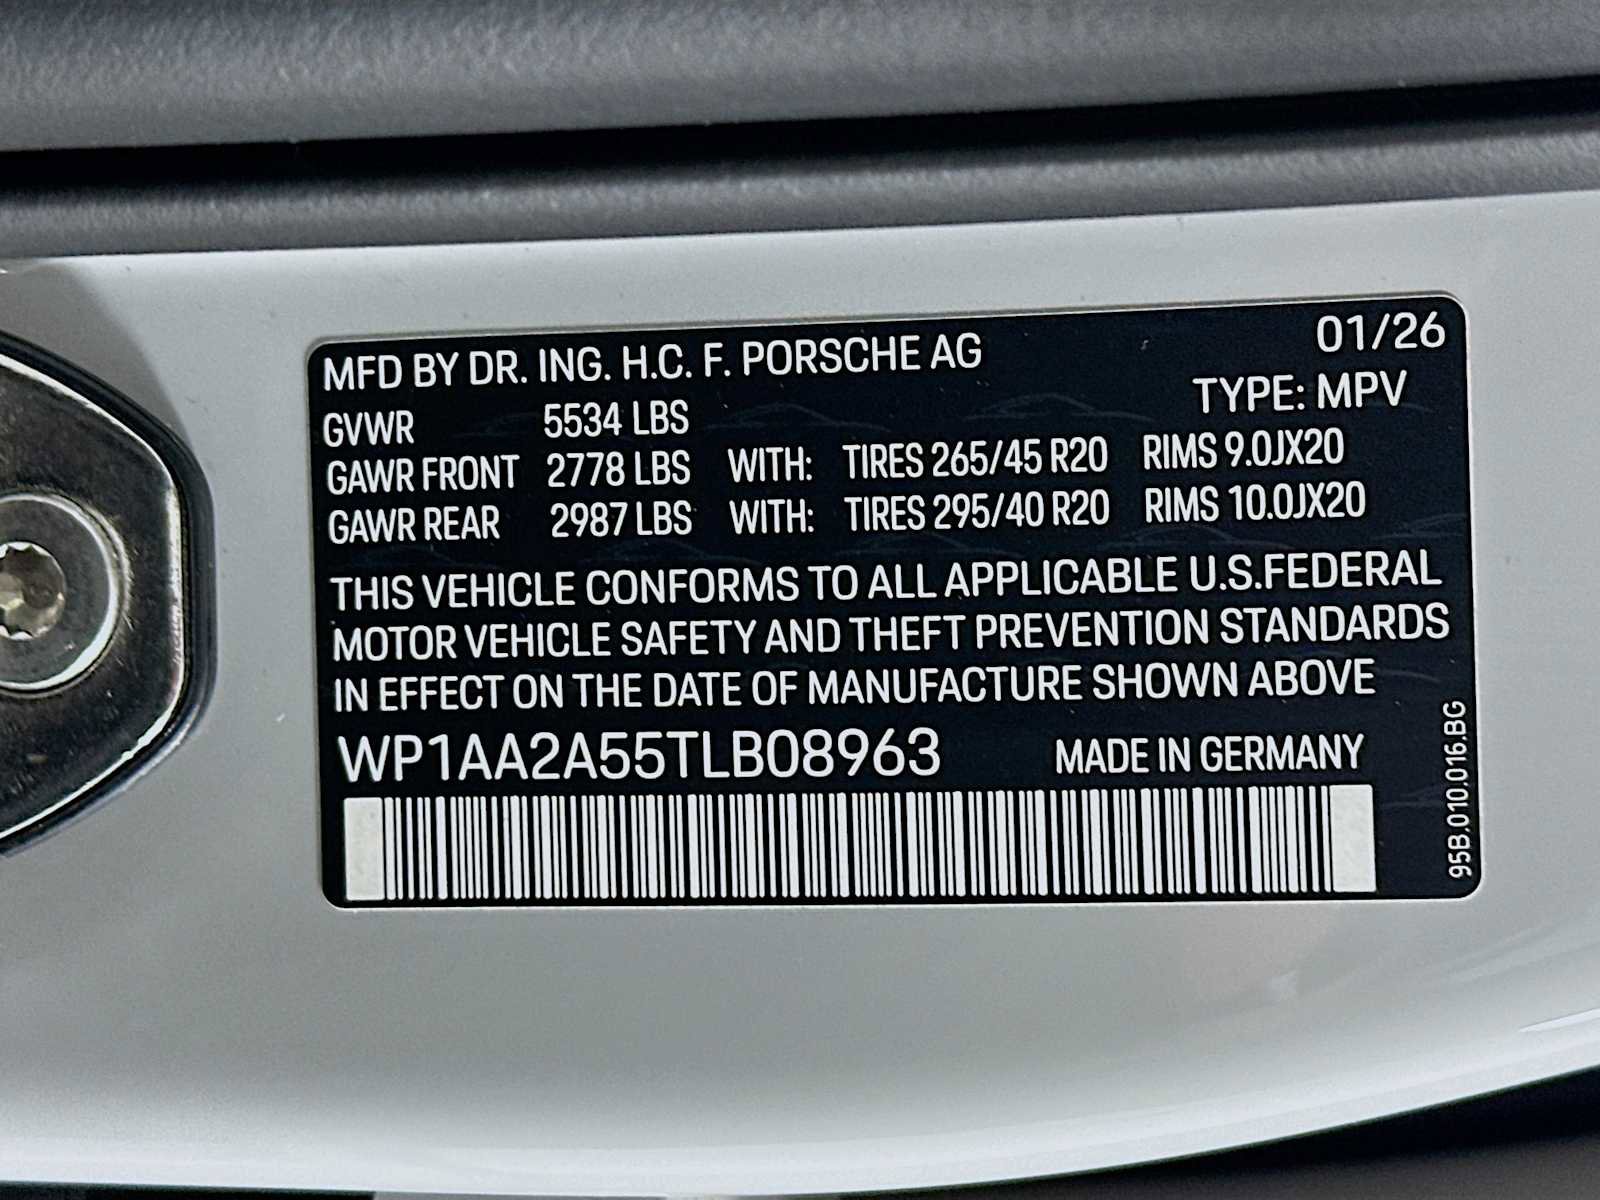 MFD BY DR. ING. H.C. F. PORSCHE AG 01/26
TYPE: MPV
GVWR 5534 LBS
GAWR FRONT 2778 LBS WITH: TIRES 265/45 R20 RIMS 9.0JX20
GAWR REAR 2987 LBS WITH: TIRES 295/40 R20 RIMS 10.0JX20
THIS VEHICLE CONFORMS TO ALL APPLICABLE U.S.FEDERAL
MOTOR VEHICLE SAFETY AND THEFT PREVENTION STANDARDS
IN EFFECT ON THE DATE OF MANUFACTURE SHOWN ABOVE
WP1AA2A55TLB08963 MADE IN GERMANY
95B.010.016.BG